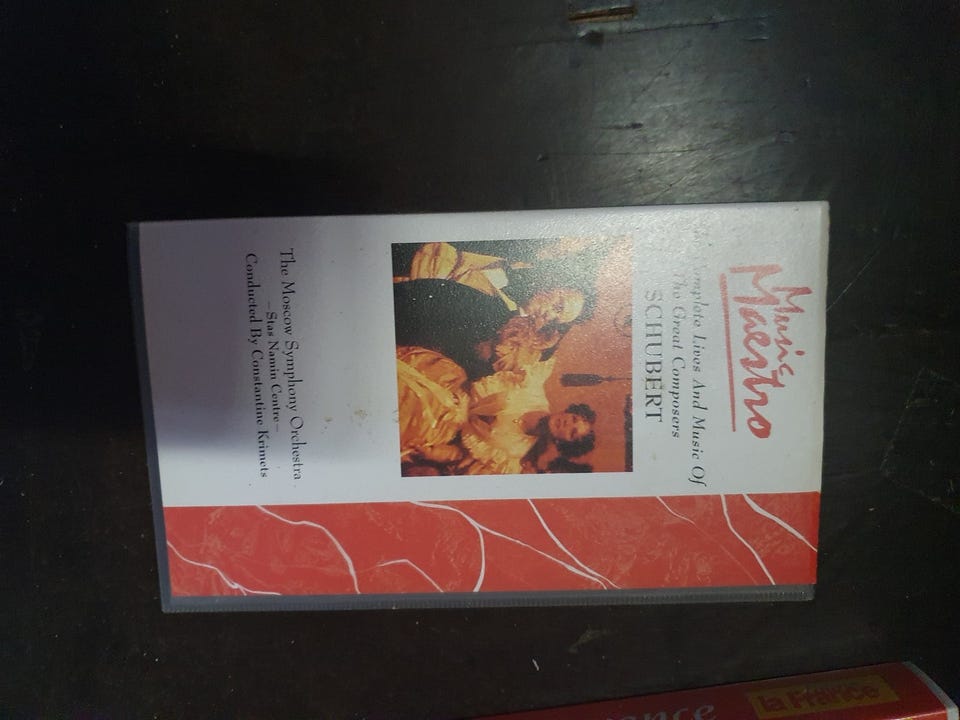 Music
Maestro
The Complete Lives And Music Of
The Great Composers
SCHUBERT
The Moscow Symphony Orchestra
– Stas Namin Centre –
Conducted By Constantine Krimets
la France